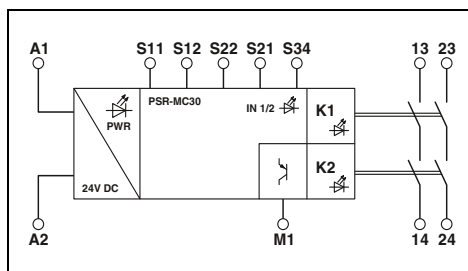 A1 S11 S12 S22 S21 S34 13 23
PSR-MC30 IN 1/2 K1
PWR
K2
24V DC
A2 M1 14 24